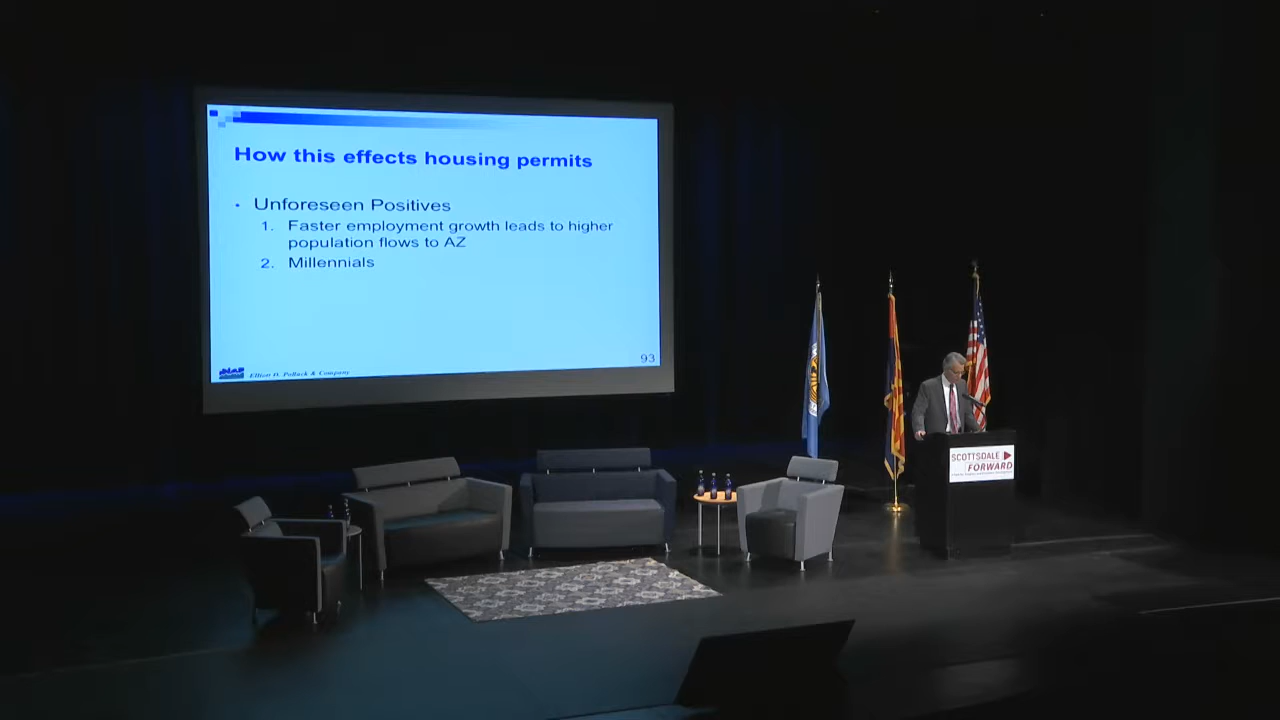 How this effects housing permits
• Unforeseen Positives
1. Faster employment growth leads to higher
population flows to AZ
2. Millennials
93
Elliott D. Pollack & Company
SCOTTSDALE
FORWARD